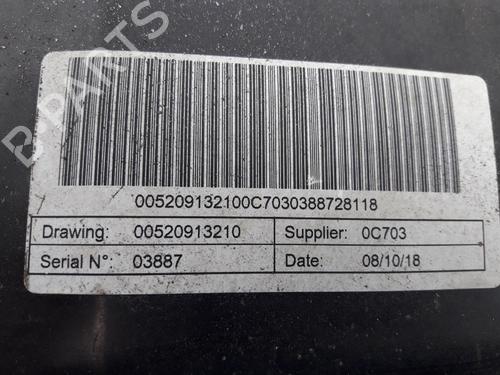 B-PARTS
005209132100C7030388728118
Drawing: 00520913210 Supplier: 0C703
Serial N°: 03887 Date: 08/10/18